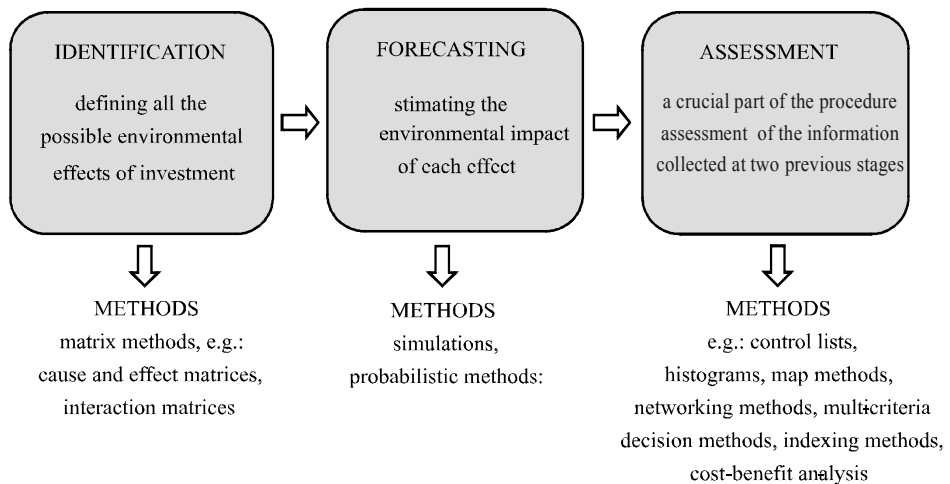 IDENTIFICATION
defining all the
possible environmental
effects of investment
FORECASTING
stimating the
environmental impact
of each effect
ASSESSMENT
a crucial part of the procedure
assessment of the information
collected at two previous stages
METHODS
matrix methods, e.g.:
cause and effect matrices,
interaction matrices
METHODS
simulations,
probabilistic methods:
METHODS
e.g.: control lists,
histograms, map methods,
networking methods, multi-criteria
decision methods, indexing methods,
cost-benefit analysis